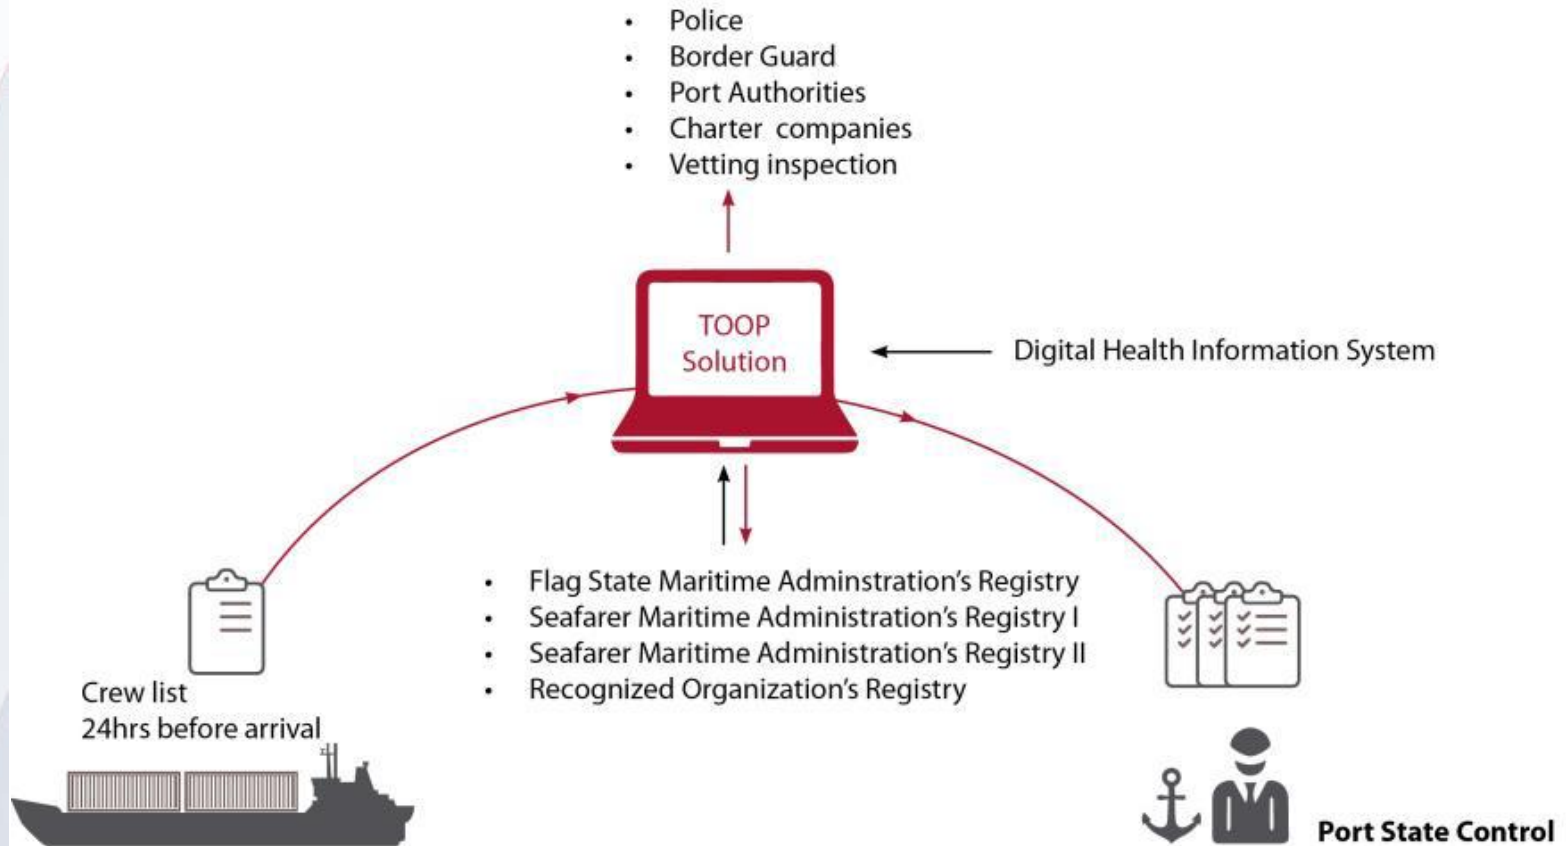 • Police
• Border Guard
• Port Authorities
• Charter companies
• Vetting inspection
TOOP
Solution
Digital Health Information System
• Flag State Maritime Adminstration's Registry
• Seafarer Maritime Administration's Registry I
• Seafarer Maritime Administration's Registry II
• Recognized Organization's Registry
Crew list
24hrs before arrival
Port State Control